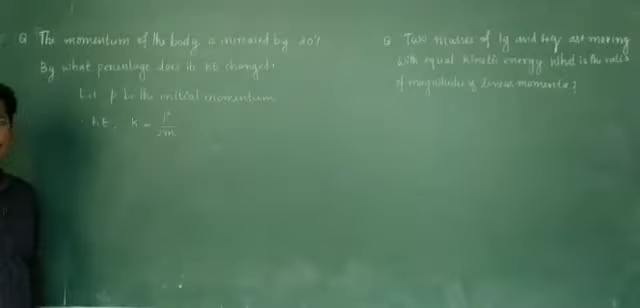 Q The momentum of the body is increased by 20%
By what percentage does its KE changed.
Let p be the initial momentum
KE, K = p²/2m
Q Two masses of 1g and 4g are moving
with equal kinetic energy what is the ratio
of magnitudes of linear momenta?